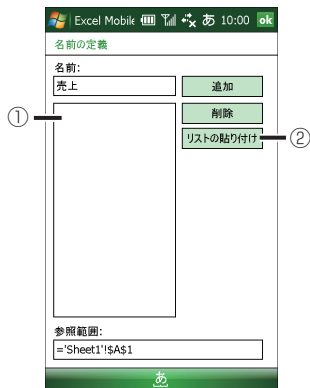 Excel Mobile あ 10:00 ok
名前の定義
名前:
売上 追加
① 削除
リストの貼り付け ②
参照範囲:
='Sheet1'!$A$1
あ